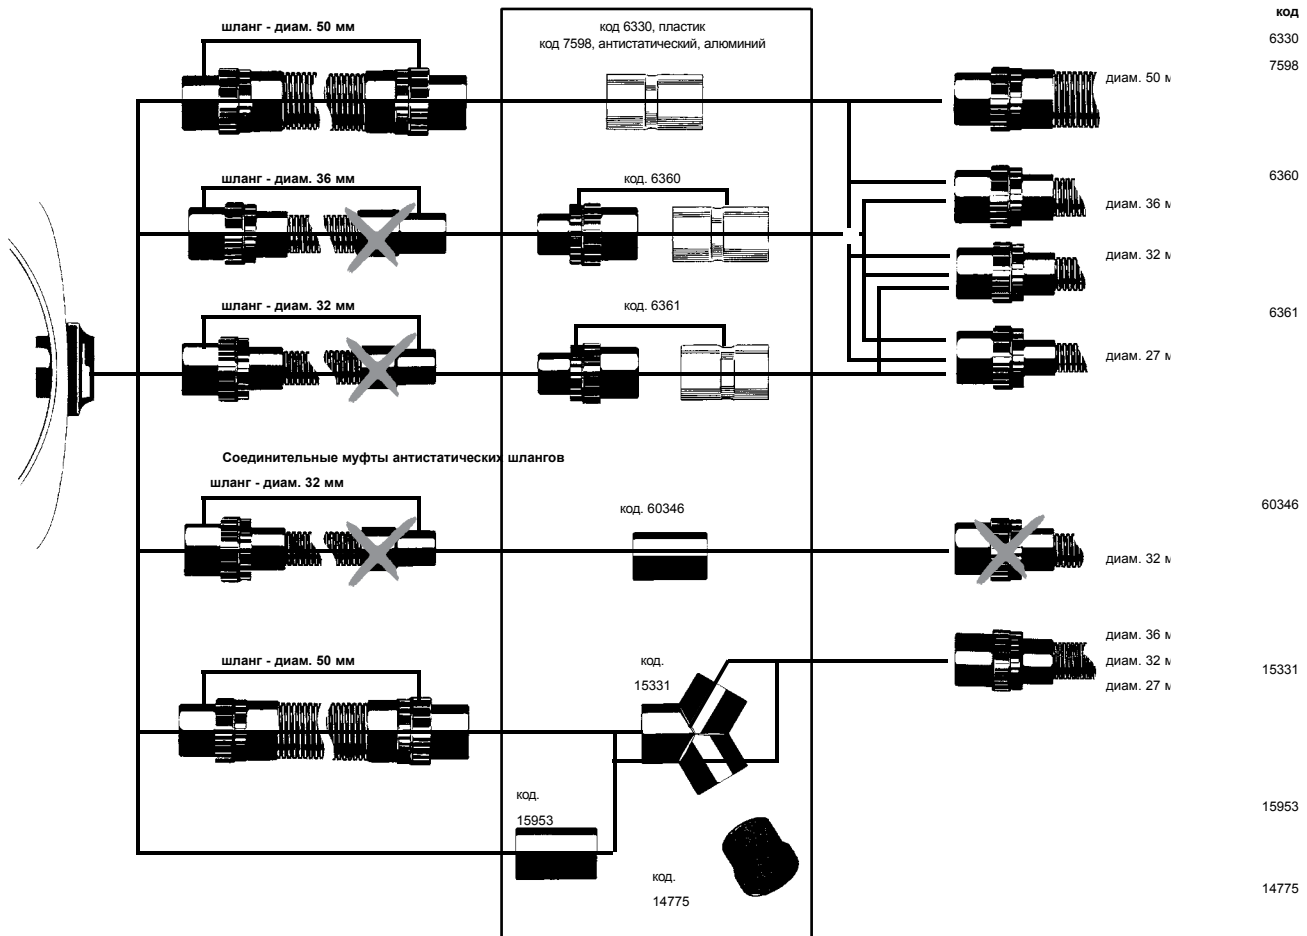 код
шланг - диам. 50 мм
код 6330, пластик
код 7598, антистатический, алюминий
6330
7598
диам. 50 м
шланг - диам. 36 мм
код. 6360
6360
диам. 36 м
диам. 32 м
шланг - диам. 32 мм
код. 6361
6361
диам. 27 м
Соединительные муфты антистатических шлангов
шланг - диам. 32 мм
код. 60346
60346
диам. 32 м
шланг - диам. 50 мм
код.
15331
диам. 36 м
диам. 32 м
диам. 27 м
15331
код.
15953
15953
код.
14775
14775